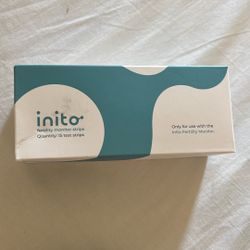 inito
fertility monitor strips
Quantity: 15 test strips
Only for use with the
Inito Fertility Monitor.